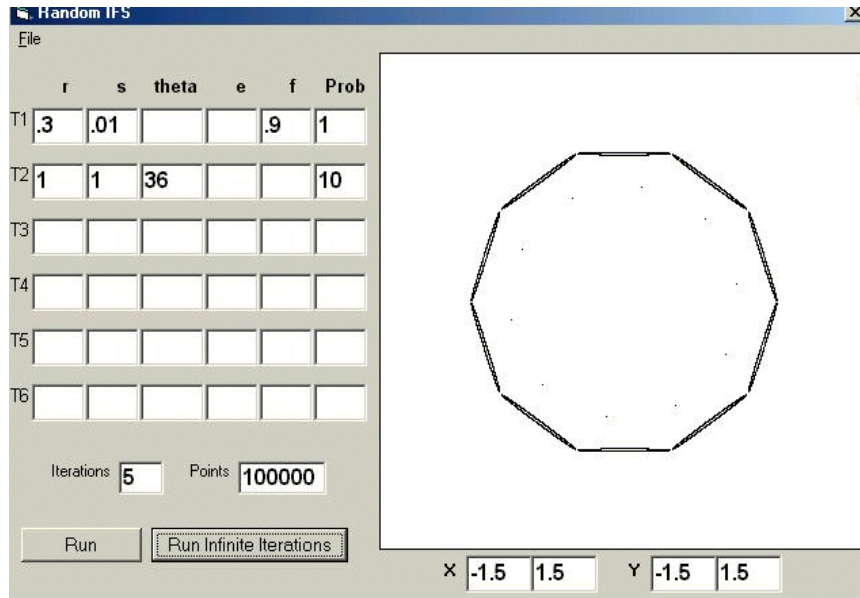 Random IFS
File
r s theta e f Prob
T1 .3 .01 .9 1
T2 1 1 36 10
T3
T4
T5
T6
Iterations 5 Points 100000
Run Run Infinite Iterations
X -1.5 1.5 Y -1.5 1.5